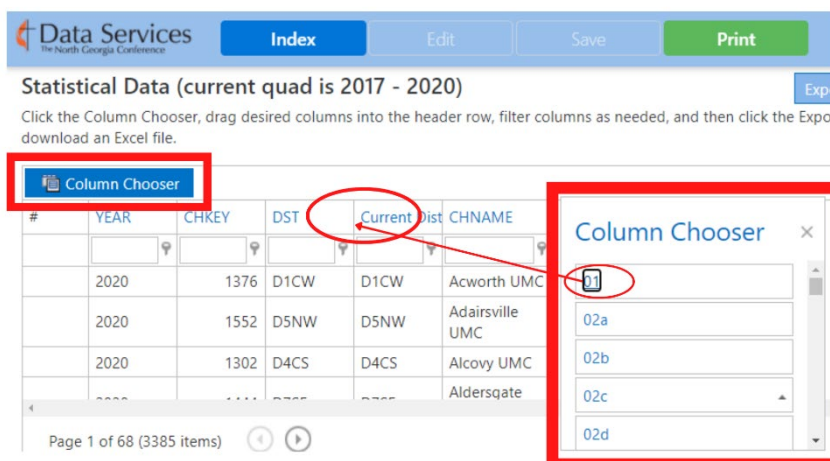 Data Services
The North Georgia Conference
Index
Edit
Save
Print
Statistical Data (current quad is 2017 - 2020)
Expo
Click the Column Chooser, drag desired columns into the header row, filter columns as needed, and then click the Expo
download an Excel file.
Column Chooser
# YEAR CHKEY DST Current Dist CHNAME
2020 1376 D1CW D1CW Acworth UMC
2020 1552 D5NW D5NW Adairsville
UMC
2020 1302 D4CS D4CS Alcovy UMC
Aldersgate
Page 1 of 68 (3385 items)
Column Chooser
01
02a
02b
02c
02d